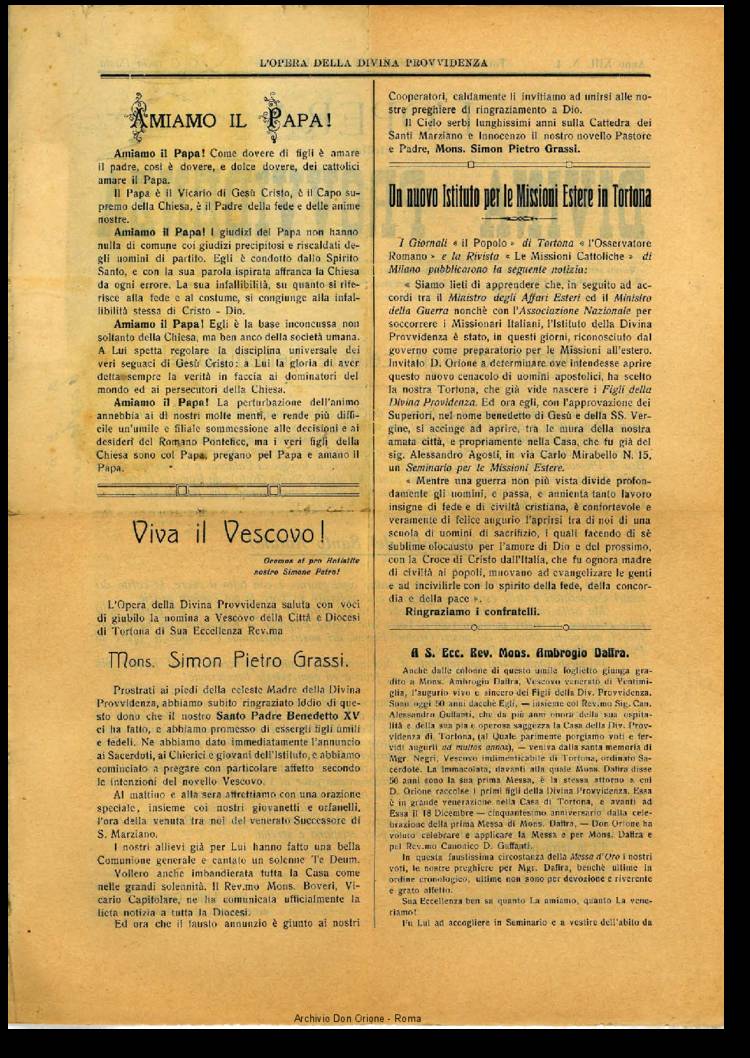 L'OPERA DELLA DIVINA PROVVIDENZA
AMIAMO IL PAPA!
Amiamo il Papa! Come dovere di figli è amare
il padre, così è dovere, e dolce dovere, dei cattolici
amare il Papa.
Il Papa è il Vicario di Gesù Cristo, è il Capo su-
premo della Chiesa, è il Padre della fede e delle anime
nostre.
Amiamo il Papa! I giudizi del Papa non hanno
nulla di comune coi giudizi precipitosi e riscaldati de-
gli uomini di partito. Egli è condotto dallo Spirito
Santo, e con la sua parola ispirata affranca la Chiesa
da ogni errore. La sua infallibilità, su quanto si rife-
risce alla fede e al costume, si congiunge alla infal-
libilità stessa di Cristo - Dio.
Amiamo il Papa! Egli è la base inconcussa non
soltanto della Chiesa, ma ben anco della società umana.
A Lui spetta regolare la disciplina universale dei
veri seguaci di Gesù Cristo: a Lui la gloria di aver
detta sempre la verità in faccia ai dominatori del
mondo ed ai persecutori della Chiesa.
Amiamo il Papa! La perturbazione dell'animo
annebbia ai dì nostri molte menti, e rende più diffi-
cile un'umile e filiale sommessione alle decisioni e ai
desideri del Romano Pontefice, ma i veri figli della
Chiesa sono col Papa, pregano pel Papa e amano il
Papa.
Viva il Vescovo!
Oremus et pro Antistite
nostro Simone Petro!
L'Opera della Divina Provvidenza saluta con voci
di giubilo la nomina a Vescovo della Città e Diocesi
di Tortona di Sua Eccellenza Rev.ma
Mons. Simon Pietro Grassi.
Prostrati ai piedi della celeste Madre della Divina
Provvidenza, abbiamo subito ringraziato Iddio di que-
sto dono che il nostro Santo Padre Benedetto XV
ci ha fatto, e abbiamo promesso di essergli figli umili
e fedeli. Ne abbiamo dato immediatamente l'annuncio
ai Sacerdoti, ai Chierici e giovani dell'Istituto, e abbiamo
cominciato a pregare con particolare affetto secondo
le intenzioni del novello Vescovo.
Al mattino e alla sera affrettiamo con una orazione
speciale, insieme coi nostri giovanetti e orfanelli,
l'ora della venuta tra noi del venerato Successore di
S. Marziano.
I nostri allievi già per Lui hanno fatto una bella
Comunione generale e cantato un solenne Te Deum.
Vollero anche imbandierata tutta la Casa come
nelle grandi solennità. Il Rev.mo Mons. Boveri, Vi-
cario Capitolare, ne ha comunicata ufficialmente la
lieta notizia a tutta la Diocesi.
Ed ora che il fausto annunzio è giunto ai nostri
Cooperatori, caldamente li invitiamo ad unirsi alle no-
stre preghiere di ringraziamento a Dio.
Il Cielo serbi lunghissimi anni sulla Cattedra dei
Santi Marziano e Innocenzo il nostro novello Pastore
e Padre, Mons. Simon Pietro Grassi.
Un nuovo Istituto per le Missioni Estere in Tortona
I Giornali « il Popolo » di Tortona « l'Osservatore
Romano » e la Rivista « Le Missioni Cattoliche » di
Milano pubblicarono la seguente notizia:
« Siamo lieti di apprendere che, in seguito ad ac-
cordi tra il Ministro degli Affari Esteri ed il Ministro
della Guerra nonchè con l'Associazione Nazionale per
soccorrere i Missionari Italiani, l'Istituto della Divina
Provvidenza è stato, in questi giorni, riconosciuto dal
governo come preparatorio per le Missioni all'estero.
Invitato D. Orione a determinare ove intendesse aprire
questo nuovo cenacolo di uomini apostolici, ha scelto
la nostra Tortona, che già vide nascere i Figli della
Divina Providenza. Ed ora egli, con l'approvazione dei
Superiori, nel nome benedetto di Gesù e della SS. Ver-
gine, si accinge ad aprire, tra le mura della nostra
amata città, e propriamente nella Casa, che fu già del
sig. Alessandro Agosti, in via Carlo Mirabello N. 15,
un Seminario per le Missioni Estere.
« Mentre una guerra non più vista divide profon-
damente gli uomini, e passa, e annienta tanto lavoro
insigne di fede e di civiltà cristiana, è confortevole e
veramente di felice augurio l'aprirsi tra di noi di una
scuola di uomini di sacrifizio, i quali facendo di sè
sublime olocausto per l'amore di Dio e del prossimo,
con la Croce di Cristo dall'Italia, che fu ognora madre
di civiltà ai popoli, muovano ad evangelizare le genti
e ad incivilirle con lo spirito della fede, della concor-
dia e della pace ».
Ringraziamo i confratelli.
A S. Ecc. Rev. Mons. Ambrogio Daffra.
Anche dalle colonne di questo umile foglietto giunga gra-
dito a Mons. Ambrogio Daffra, Vescovo venerato di Ventimi-
glia, l'augurio vivo e sincero dei Figli della Div. Provvidenza.
Sono oggi 50 anni dacchè Egli, — insieme col Rev.mo Sig. Can.
Alessandro Guffanti, che da più anni onora della sua ospita-
lità e della sua pia e operosa saggezza la Casa della Div. Prov-
videnza di Tortona, (al Quale parimente porgiamo voti e fer-
vidi auguri ad multos annos), — veniva dalla santa memoria di
Mgr. Negri, Vescovo indimenticabile di Tortona, ordinato Sa-
cerdote. La Immacolata, davanti alla quale Mons. Daffra disse
50 anni sono la sua prima Messa, è la stessa attorno a cui
D. Orione raccolse i primi figli della Divina Provvidenza. Essa
è in grande venerazione nella Casa di Tortona, e avanti ad
Essa il 18 Dicembre — cinquantesimo anniversario dalla cele-
brazione della prima Messa di Mons. Daffra, — Don Orione ha
voluto celebrare e applicare la Messa e per Mons. Daffra e
pel Rev.mo Canonico D. Guffanti.
In questa faustissima circostanza della Messa d'Oro i nostri
voti, le nostre preghiere per Mgr. Daffra, benchè ultime in
ordine cronologico, ultime non sono per devozione e riverente
e grato affetto.
Sua Eccellenza ben sa quanto La amiamo, quanto La vene-
riamo!
Fu Lui ad accogliere in Seminario e a vestire dell'abito da
Archivio Don Orione - Roma